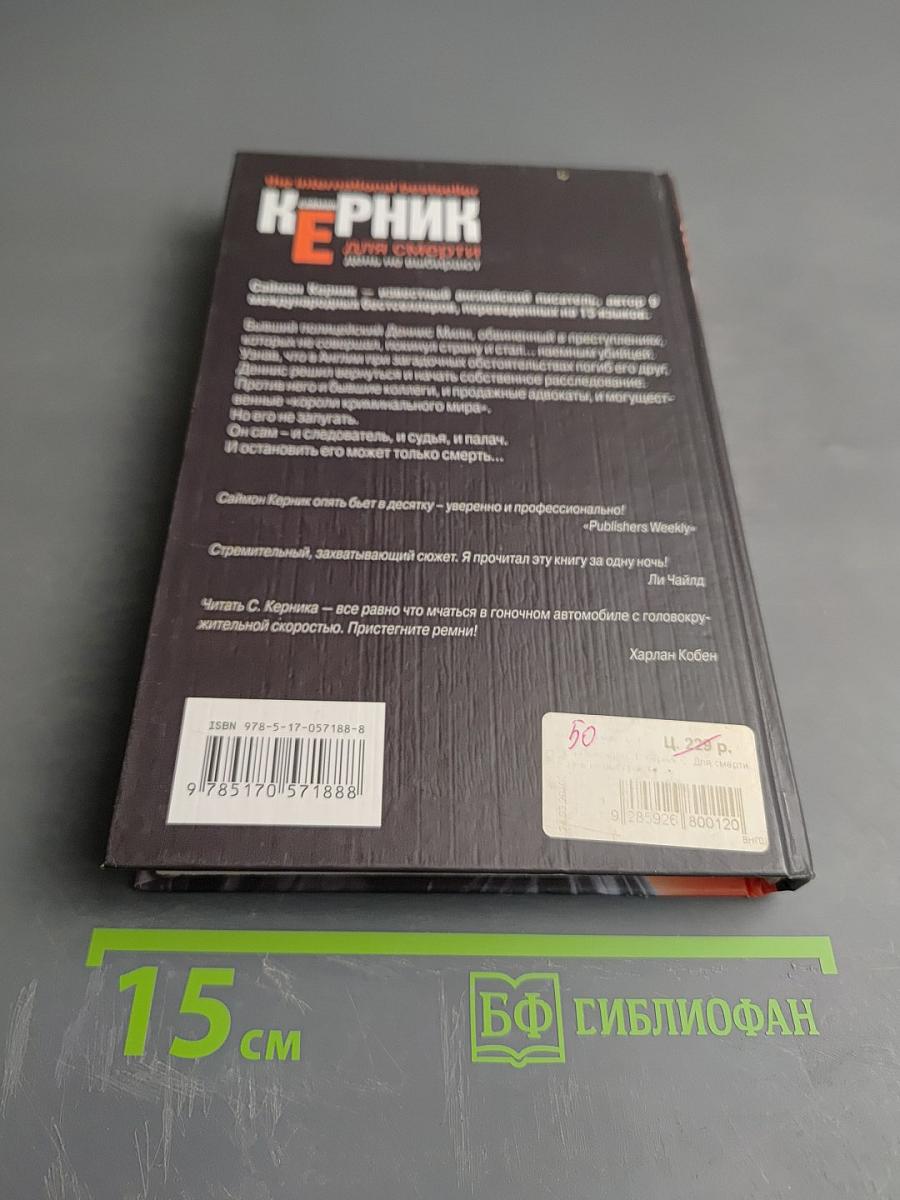 The International bestseller
КЕРНИК
для смерти
день не выбирают
Саймон Керник — известный английский писатель, автор 9
международных бестселлеров, переведенных на 13 языков.
Бывший полицейский Деннис Милн, обвиненный в преступлениях,
которых не совершал, покинул страну и стал... наемным убийцей.
Узнав, что в Англии при загадочных обстоятельствах погиб его друг,
Деннис решил вернуться и начать собственное расследование.
Против него и бывшие коллеги, и продажные адвокаты, и могущест-
венные «короли криминального мира».
Но его не запугать.
Он сам – и следователь, и судья, и палач.
И остановить его может только смерть...
Саймон Керник опять бьет в десятку – уверенно и профессионально!
«Publishers Weekly»
Стремительный, захватывающий сюжет. Я прочитал эту книгу за одну ночь!
Ли Чайлд
Читать С. Керника — все равно что мчаться в гоночном автомобиле с головокру-
жительной скоростью. Пристегните ремни!
Харлан Кобен
ISBN 978-5-17-057188-8
9 785170 571888
50
Ц. 229 р.
Для смерти
9 285926 800120
15 см
БФ ГИБЛИОФАН